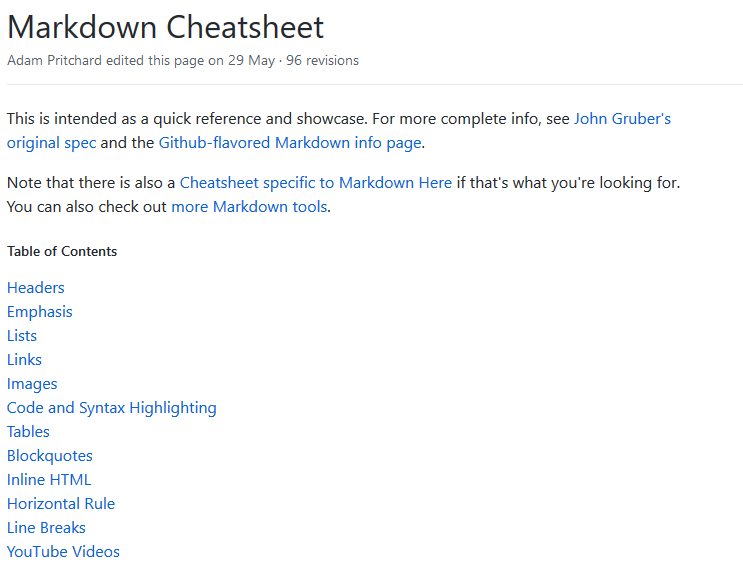 Markdown Cheatsheet
Adam Pritchard edited this page on 29 May · 96 revisions
This is intended as a quick reference and showcase. For more complete info, see John Gruber's
original spec and the Github-flavored Markdown info page.
Note that there is also a Cheatsheet specific to Markdown Here if that's what you're looking for.
You can also check out more Markdown tools.
Table of Contents
Headers
Emphasis
Lists
Links
Images
Code and Syntax Highlighting
Tables
Blockquotes
Inline HTML
Horizontal Rule
Line Breaks
YouTube Videos